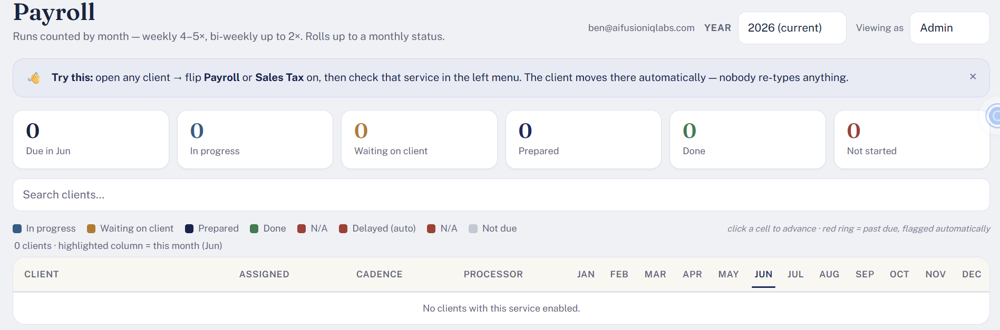 Payroll
Runs counted by month — weekly 4–5×, bi-weekly up to 2×. Rolls up to a monthly status.
ben@aifusioniqlabs.com YEAR 2026 (current) Viewing as Admin
Try this: open any client → flip Payroll or Sales Tax on, then check that service in the left menu. The client moves there automatically — nobody re-types anything. ×
0 0 0 0 0 0
Due in Jun In progress Waiting on client Prepared Done Not started
Search clients...
In progress Waiting on client Prepared Done N/A Delayed (auto) N/A Not due click a cell to advance · red ring = past due, flagged automatically
0 clients · highlighted column = this month (Jun)
CLIENT ASSIGNED CADENCE PROCESSOR JAN FEB MAR APR MAY JUN JUL AUG SEP OCT NOV DEC
No clients with this service enabled.